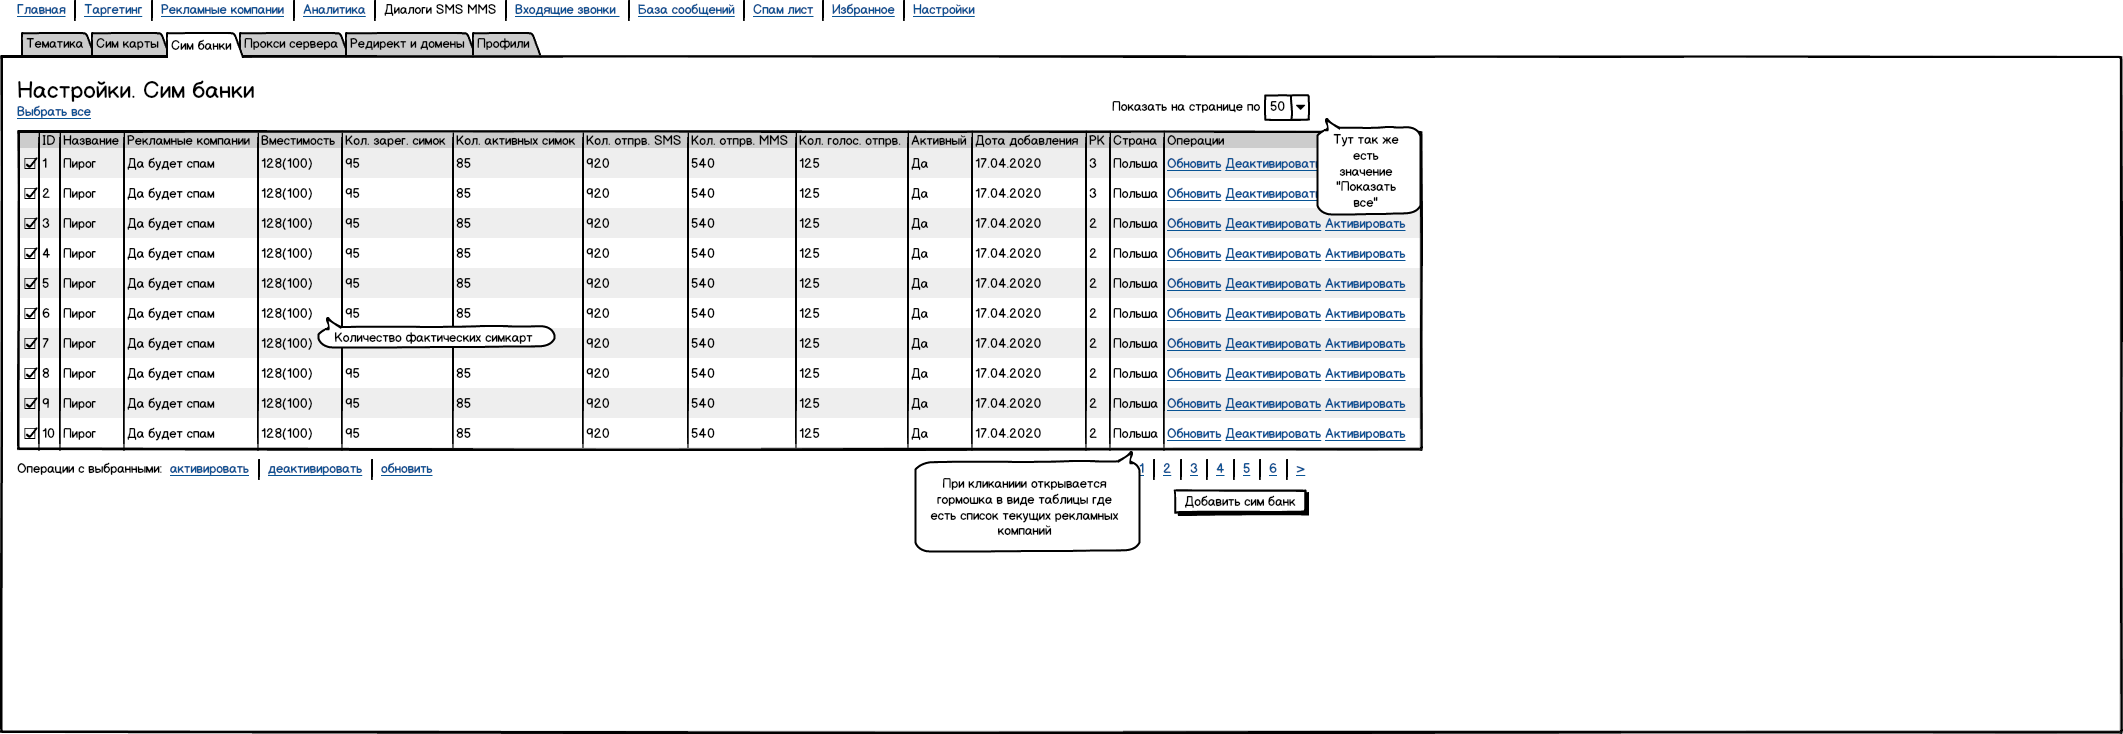 Главная Таргетинг Рекламные компании Аналитика Диалоги SMS MMS Входящие звонки База сообщений Спам лист Избранное Настройки
Тематика Сим карты Сим банки Прокси сервера Редирект и домены Профили
Настройки. Сим банки
Выбрать все
Показать на странице по 50
ID Название Рекламные компании Вместимость Кол. зарег. симок Кол. активных симок Кол. отпрв. SMS Кол. отпрв. MMS Кол. голос. отпрв. Активный Дота добавления РК Страна Операции
1 Пирог Да будет спам 128(100) 95 85 920 540 125 Да 17.04.2020 3 Польша Обновить Деактивировать
2 Пирог Да будет спам 128(100) 95 85 920 540 125 Да 17.04.2020 3 Польша Обновить Деактивировать
3 Пирог Да будет спам 128(100) 95 85 920 540 125 Да 17.04.2020 2 Польша Обновить Деактивировать Активировать
4 Пирог Да будет спам 128(100) 95 85 920 540 125 Да 17.04.2020 2 Польша Обновить Деактивировать Активировать
5 Пирог Да будет спам 128(100) 95 85 920 540 125 Да 17.04.2020 2 Польша Обновить Деактивировать Активировать
6 Пирог Да будет спам 128(100) 95 85 920 540 125 Да 17.04.2020 2 Польша Обновить Деактивировать Активировать
7 Пирог Да будет спам 128(100) 920 540 125 Да 17.04.2020 2 Польша Обновить Деактивировать Активировать
8 Пирог Да будет спам 128(100) 95 85 920 540 125 Да 17.04.2020 2 Польша Обновить Деактивировать Активировать
9 Пирог Да будет спам 128(100) 95 85 920 540 125 Да 17.04.2020 2 Польша Обновить Деактивировать Активировать
10 Пирог Да будет спам 128(100) 95 85 920 540 125 Да 17.04.2020 2 Польша Обновить Деактивировать Активировать
Тут так же
есть
значение
"Показать
все"
Количество фактических симкарт
Операции с выбранными: активировать деактивировать обновить
1 2 3 4 5 6 >
При кликаниии открывается
гормошка в виде таблицы где
есть список текущих рекламных
компаний
Добавить сим банк